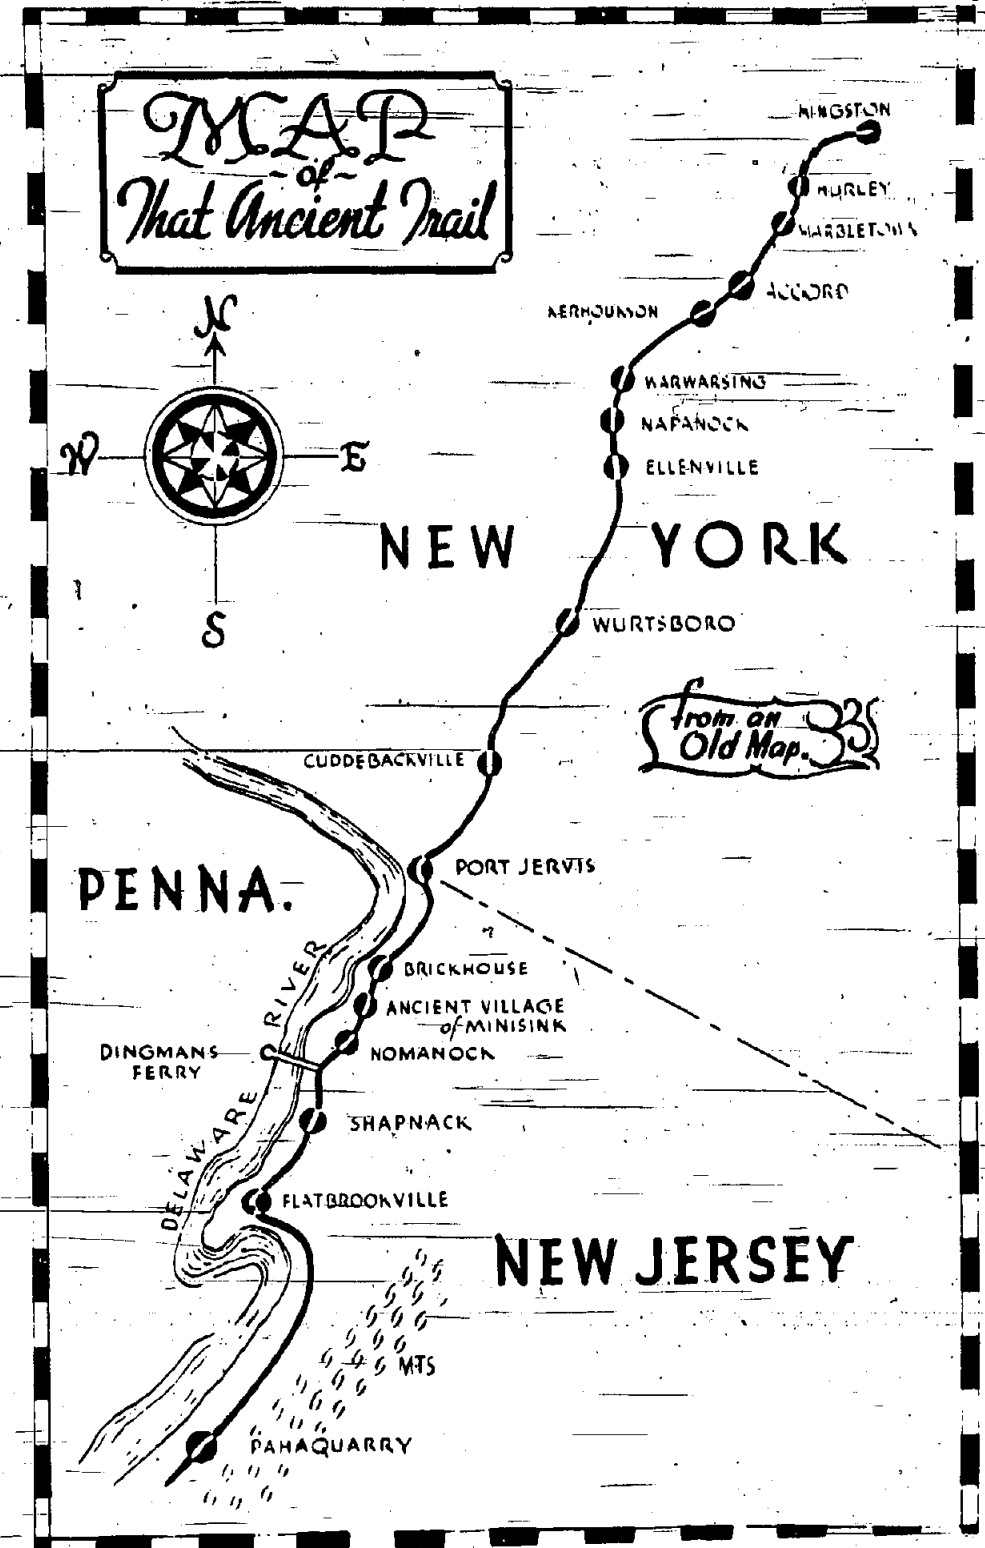 MAP
~ of ~
That Ancient Trail
KINGSTON
HURLEY
MARBLETOWN
ACCORD
KERHOUNKSON
WARWARSING
NAPANOCK
ELLENVILLE
N
W
E
S
NEW YORK
WURTSBORO
from an
Old Map.
CUDDEBACKVILLE
PORT JERVIS
PENNA.
BRICKHOUSE
ANCIENT VILLAGE
of MINISINK
NOMANOCK
DINGMANS
FERRY
DELAWARE RIVER
SHAPNACK
FLATBROOKVILLE
NEW JERSEY
MTS
PAHAQUARRY